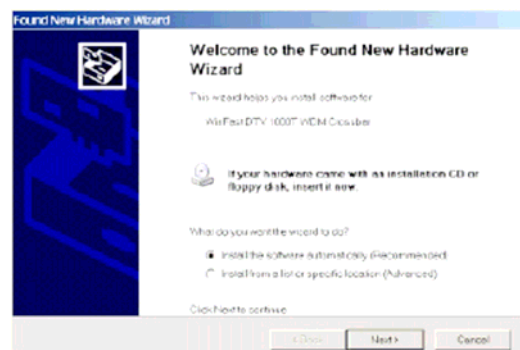 Found New Hardware Wizard
Welcome to the Found New Hardware
Wizard
This wizard helps you install software for:
WinFast DTV 1000T WDM Crossbar
If your hardware came with an installation CD or
floppy disk, insert it now.
What do you want the wizard to do?
Install the software automatically (Recommended)
Install from a list or specific location (Advanced)
Click Next to continue
< Back
Next >
Cancel